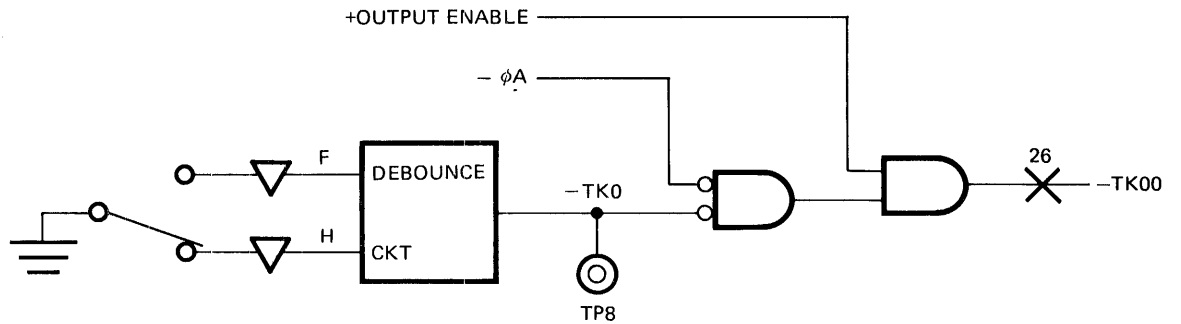 +OUTPUT ENABLE
– ϕA
F
DEBOUNCE
26
–TK0
–TK00
H
CKT
TP8